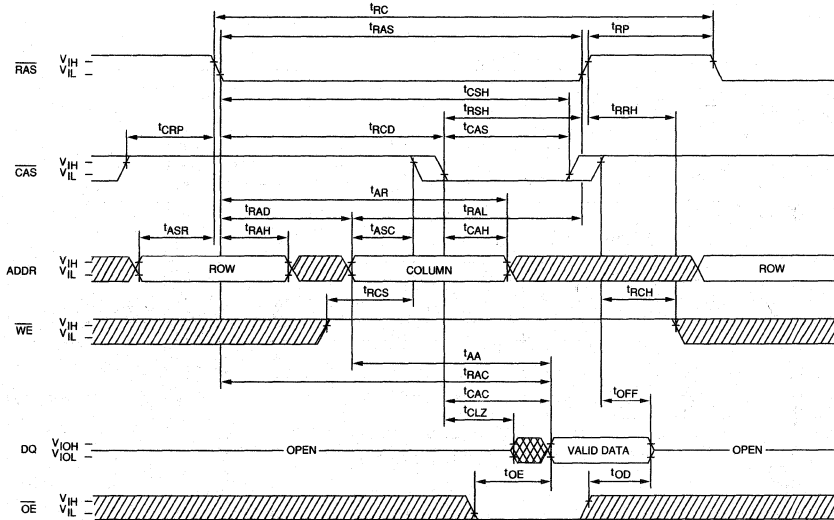 tRC
tRAS
tRP
RAS
VIH
VIL
tCSH
tRSH
tRRH
tCRP
tRCD
tCAS
CAS
VIH
VIL
tAR
tRAD
tRAL
tASR
tRAH
tASC
tCAH
ADDR
VIH
VIL
ROW
COLUMN
ROW
tRCS
tRCH
WE
VIH
VIL
tAA
tRAC
tCAC
tOFF
tCLZ
DQ
VIOH
VIOL
OPEN
VALID DATA
OPEN
tOE
tOD
OE
VIH
VIL